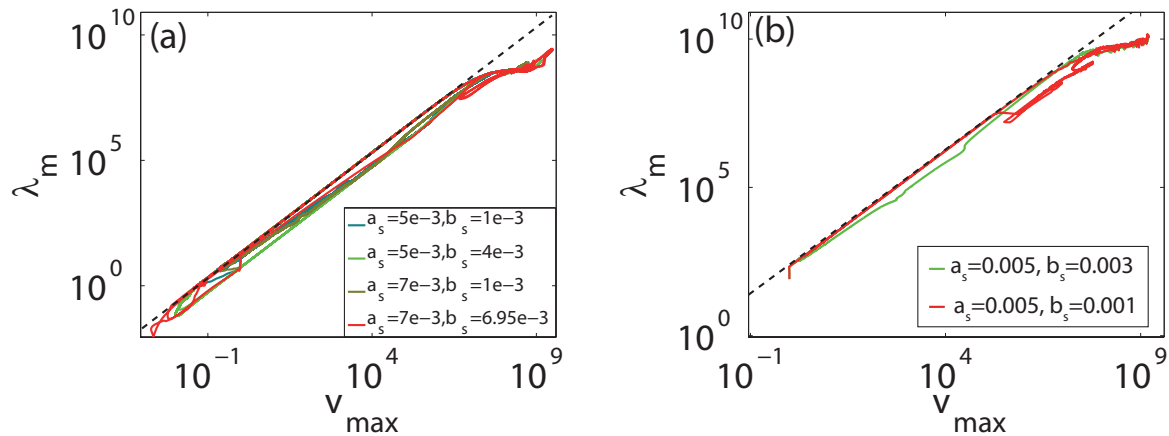 (a)
10^10
10^5
10^0
λ_m
10^-1
10^4
10^9
v_max
a_s=5e-3,b_s=1e-3
a_s=5e-3,b_s=4e-3
a_s=7e-3,b_s=1e-3
a_s=7e-3,b_s=6.95e-3
(b)
10^10
10^5
10^0
λ_m
10^-1
10^4
10^9
v_max
a_s=0.005, b_s=0.003
a_s=0.005, b_s=0.001